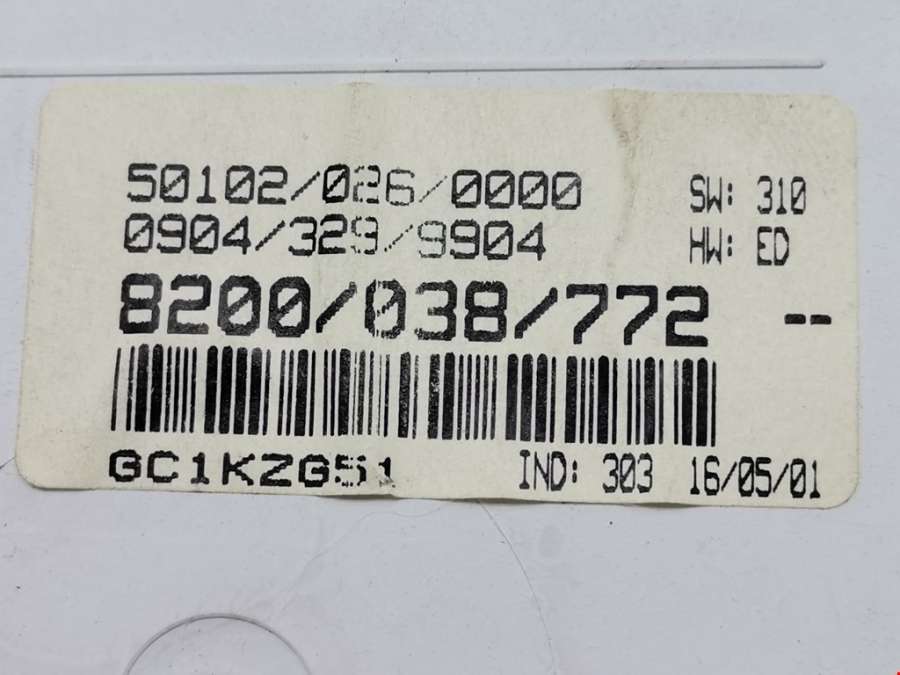 50102/026/0000 SW: 310
0904/329/9904 HW: ED
8200/038/772 --
GC1KZG51 IND: 303 16/05/01